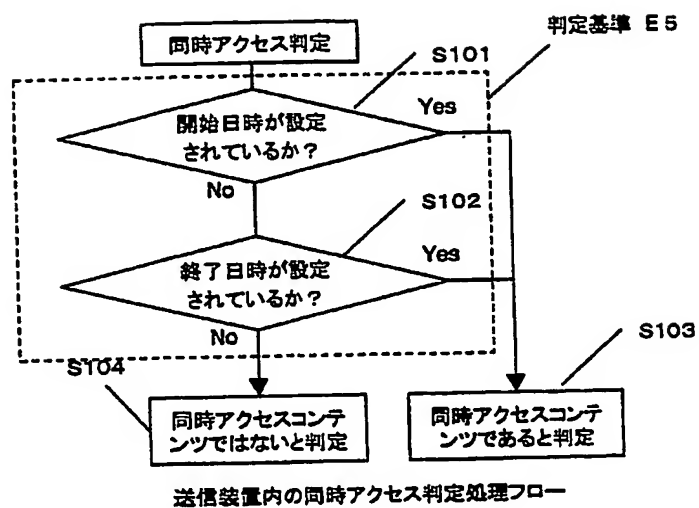 同時アクセス判定
判定基準 E5
S101
開始日時が設定
されているか？
Yes
No
S102
終了日時が設定
されているか？
Yes
No
S103
S104
同時アクセスコンテ
ンツではないと判定
同時アクセスコンテ
ンツであると判定
送信装置内の同時アクセス判定処理フロー